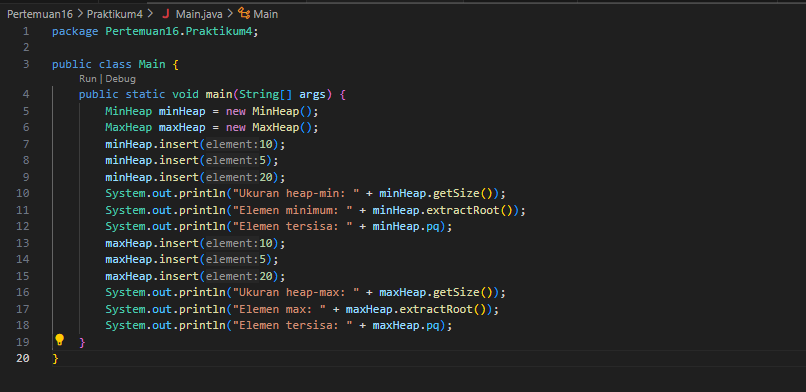 Pertemuan16 > Praktikum4 > J Main.java > Main
1 package Pertemuan16.Praktikum4;
2
3 public class Main {
Run | Debug
4 public static void main(String[] args) {
5 MinHeap minHeap = new MinHeap();
6 MaxHeap maxHeap = new MaxHeap();
7 minHeap.insert(element:10);
8 minHeap.insert(element:5);
9 minHeap.insert(element:20);
10 System.out.println("Ukuran heap-min: " + minHeap.getSize());
11 System.out.println("Elemen minimum: " + minHeap.extractRoot());
12 System.out.println("Elemen tersisa: " + minHeap.pq);
13 maxHeap.insert(element:10);
14 maxHeap.insert(element:5);
15 maxHeap.insert(element:20);
16 System.out.println("Ukuran heap-max: " + maxHeap.getSize());
17 System.out.println("Elemen max: " + maxHeap.extractRoot());
18 System.out.println("Elemen tersisa: " + maxHeap.pq);
19 }
20 }